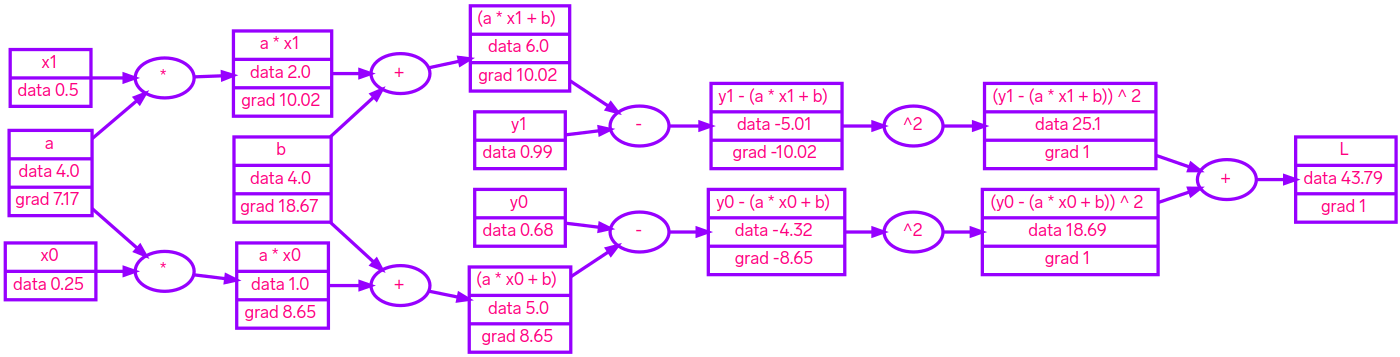 x1
data 0.5
a
data 4.0
grad 7.17
x0
data 0.25
*
*
a * x1
data 2.0
grad 10.02
b
data 4.0
grad 18.67
a * x0
data 1.0
grad 8.65
+
+
(a * x1 + b)
data 6.0
grad 10.02
y1
data 0.99
y0
data 0.68
(a * x0 + b)
data 5.0
grad 8.65
-
-
y1 - (a * x1 + b)
data -5.01
grad -10.02
y0 - (a * x0 + b)
data -4.32
grad -8.65
^2
^2
(y1 - (a * x1 + b)) ^ 2
data 25.1
grad 1
(y0 - (a * x0 + b)) ^ 2
data 18.69
grad 1
+
L
data 43.79
grad 1